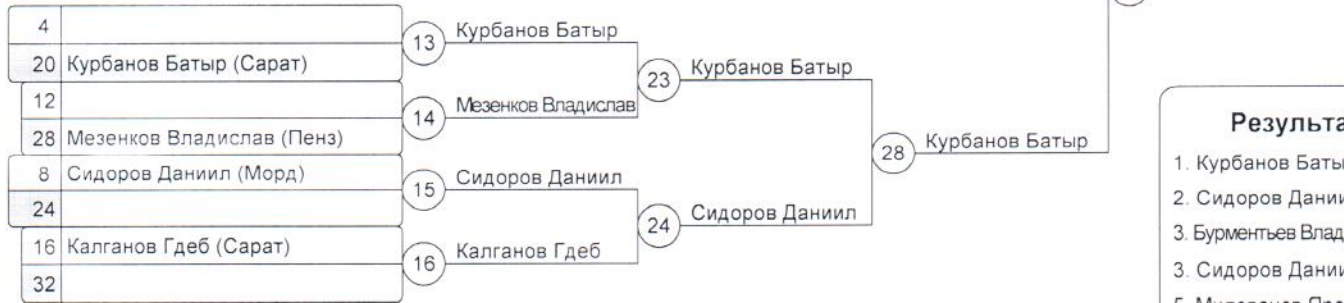 4
13 Курбанов Батыр
20 Курбанов Батыр (Сарат)
23 Курбанов Батыр
12
14 Мезенков Владислав
28 Мезенков Владислав (Пенз)
28 Курбанов Батыр
8 Сидоров Даниил (Морд)
15 Сидоров Даниил
24
24 Сидоров Даниил
16 Калганов Гдеб (Сарат)
16 Калганов Гдеб
32
Результа
1. Курбанов Баты
2. Сидоров Дани
3. Бурментьев Влад
3. Сидоров Дани